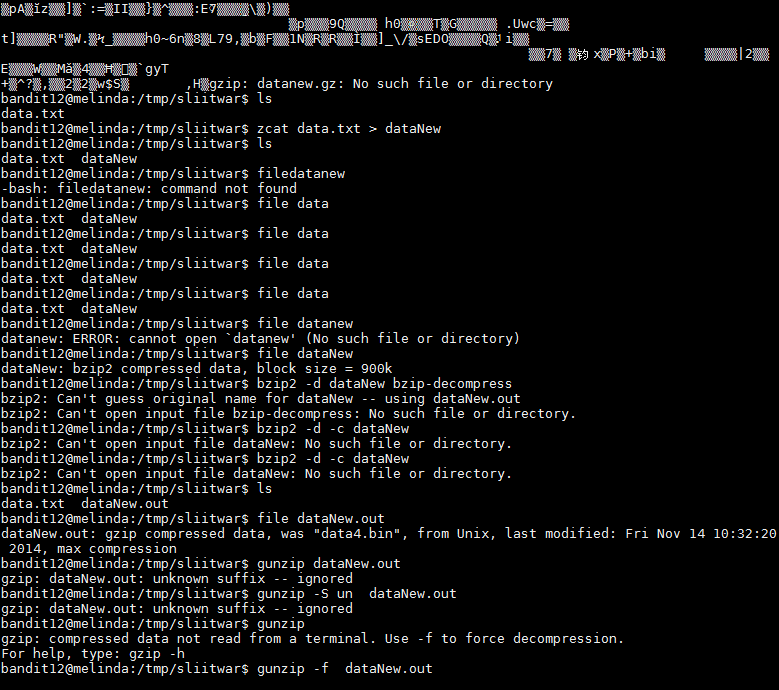 + ,H gzip: datanew.gz: No such file or directory
bandit12@melinda:/tmp/sliitwar$ ls
data.txt
bandit12@melinda:/tmp/sliitwar$ zcat data.txt > dataNew
bandit12@melinda:/tmp/sliitwar$ ls
data.txt  dataNew
bandit12@melinda:/tmp/sliitwar$ filedatanew
-bash: filedatanew: command not found
bandit12@melinda:/tmp/sliitwar$ file data
data.txt  dataNew
bandit12@melinda:/tmp/sliitwar$ file data
data.txt  dataNew
bandit12@melinda:/tmp/sliitwar$ file data
data.txt  dataNew
bandit12@melinda:/tmp/sliitwar$ file data
data.txt  dataNew
bandit12@melinda:/tmp/sliitwar$ file datanew
datanew: ERROR: cannot open `datanew' (No such file or directory)
bandit12@melinda:/tmp/sliitwar$ file dataNew
dataNew: bzip2 compressed data, block size = 900k
bandit12@melinda:/tmp/sliitwar$ bzip2 -d dataNew bzip-decompress
bzip2: Can't guess original name for dataNew -- using dataNew.out
bzip2: Can't open input file bzip-decompress: No such file or directory.
bandit12@melinda:/tmp/sliitwar$ bzip2 -d -c dataNew
bzip2: Can't open input file dataNew: No such file or directory.
bandit12@melinda:/tmp/sliitwar$ bzip2 -d -c dataNew
bzip2: Can't open input file dataNew: No such file or directory.
bandit12@melinda:/tmp/sliitwar$ ls
data.txt  dataNew.out
bandit12@melinda:/tmp/sliitwar$ file dataNew.out
dataNew.out: gzip compressed data, was "data4.bin", from Unix, last modified: Fri Nov 14 10:32:20
 2014, max compression
bandit12@melinda:/tmp/sliitwar$ gunzip dataNew.out
gzip: dataNew.out: unknown suffix -- ignored
bandit12@melinda:/tmp/sliitwar$ gunzip -S un  dataNew.out
gzip: dataNew.out: unknown suffix -- ignored
bandit12@melinda:/tmp/sliitwar$ gunzip
gzip: compressed data not read from a terminal. Use -f to force decompression.
For help, type: gzip -h
bandit12@melinda:/tmp/sliitwar$ gunzip -f  dataNew.out